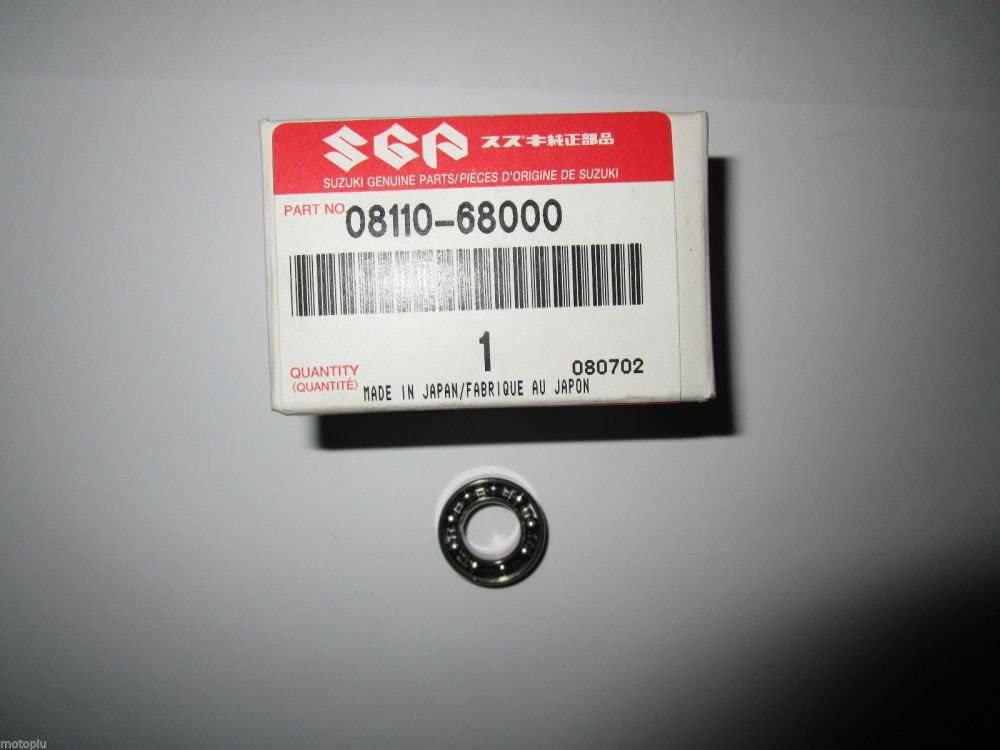 SGP スズキ純正部品
SUZUKI GENUINE PARTS/PIÈCES D'ORIGINE DE SUZUKI
PART NO. 08110-68000
1
QUANTITY
(QUANTITÉ)
080702
MADE IN JAPAN/FABRIQUE AU JAPON
motoplu